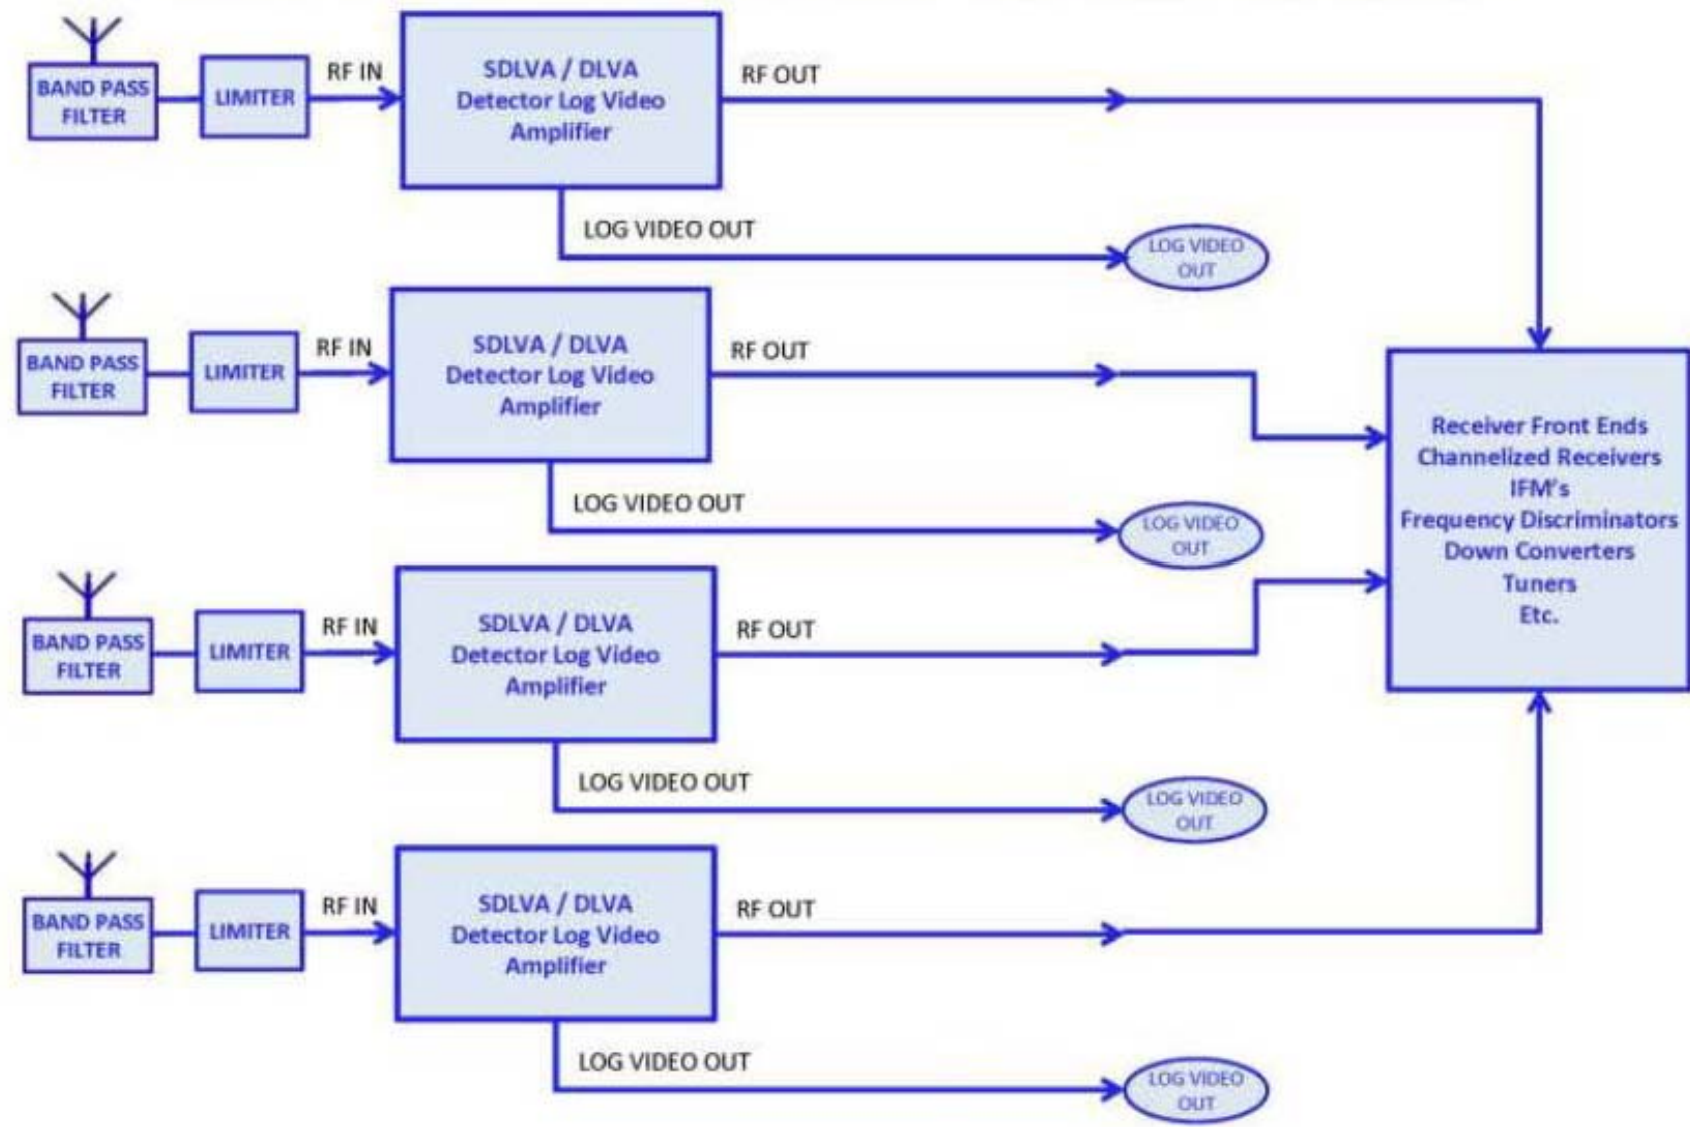 BAND PASS
FILTER
LIMITER
RF IN
SDLVA / DLVA
Detector Log Video
Amplifier
RF OUT
LOG VIDEO OUT
LOG VIDEO
OUT
BAND PASS
FILTER
LIMITER
RF IN
SDLVA / DLVA
Detector Log Video
Amplifier
RF OUT
LOG VIDEO OUT
LOG VIDEO
OUT
Receiver Front Ends
Channelized Receivers
IFM's
Frequency Discriminators
Down Converters
Tuners
Etc.
BAND PASS
FILTER
LIMITER
RF IN
SDLVA / DLVA
Detector Log Video
Amplifier
RF OUT
LOG VIDEO OUT
LOG VIDEO
OUT
BAND PASS
FILTER
LIMITER
RF IN
SDLVA / DLVA
Detector Log Video
Amplifier
RF OUT
LOG VIDEO OUT
LOG VIDEO
OUT